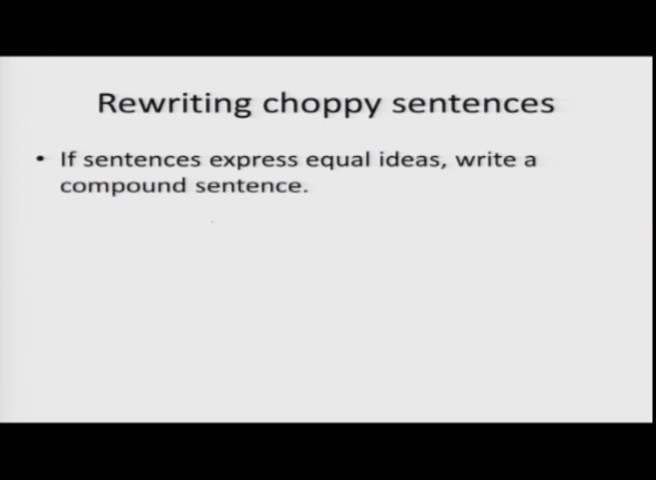 Rewriting choppy sentences
• If sentences express equal ideas, write a
compound sentence.